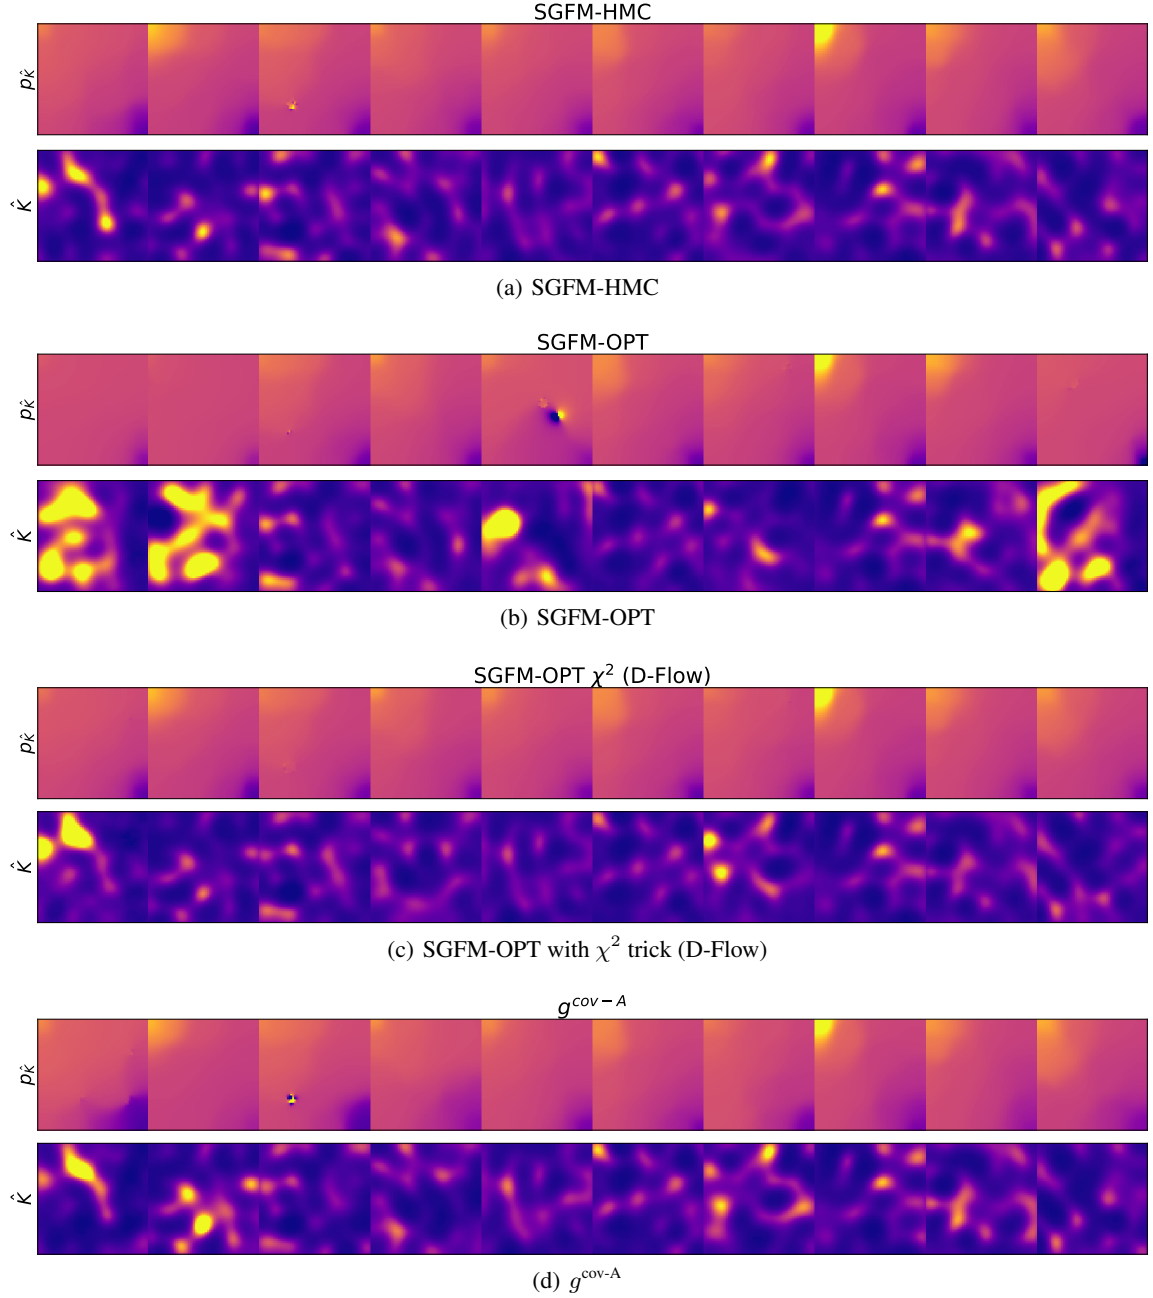 SGFM-HMC
p_K̂
K̂
(a) SGFM-HMC
SGFM-OPT
p_K̂
K̂
(b) SGFM-OPT
SGFM-OPT χ² (D-Flow)
p_K̂
K̂
(c) SGFM-OPT with χ² trick (D-Flow)
g^{cov−A}
p_K̂
K̂
(d) g^{cov-A}